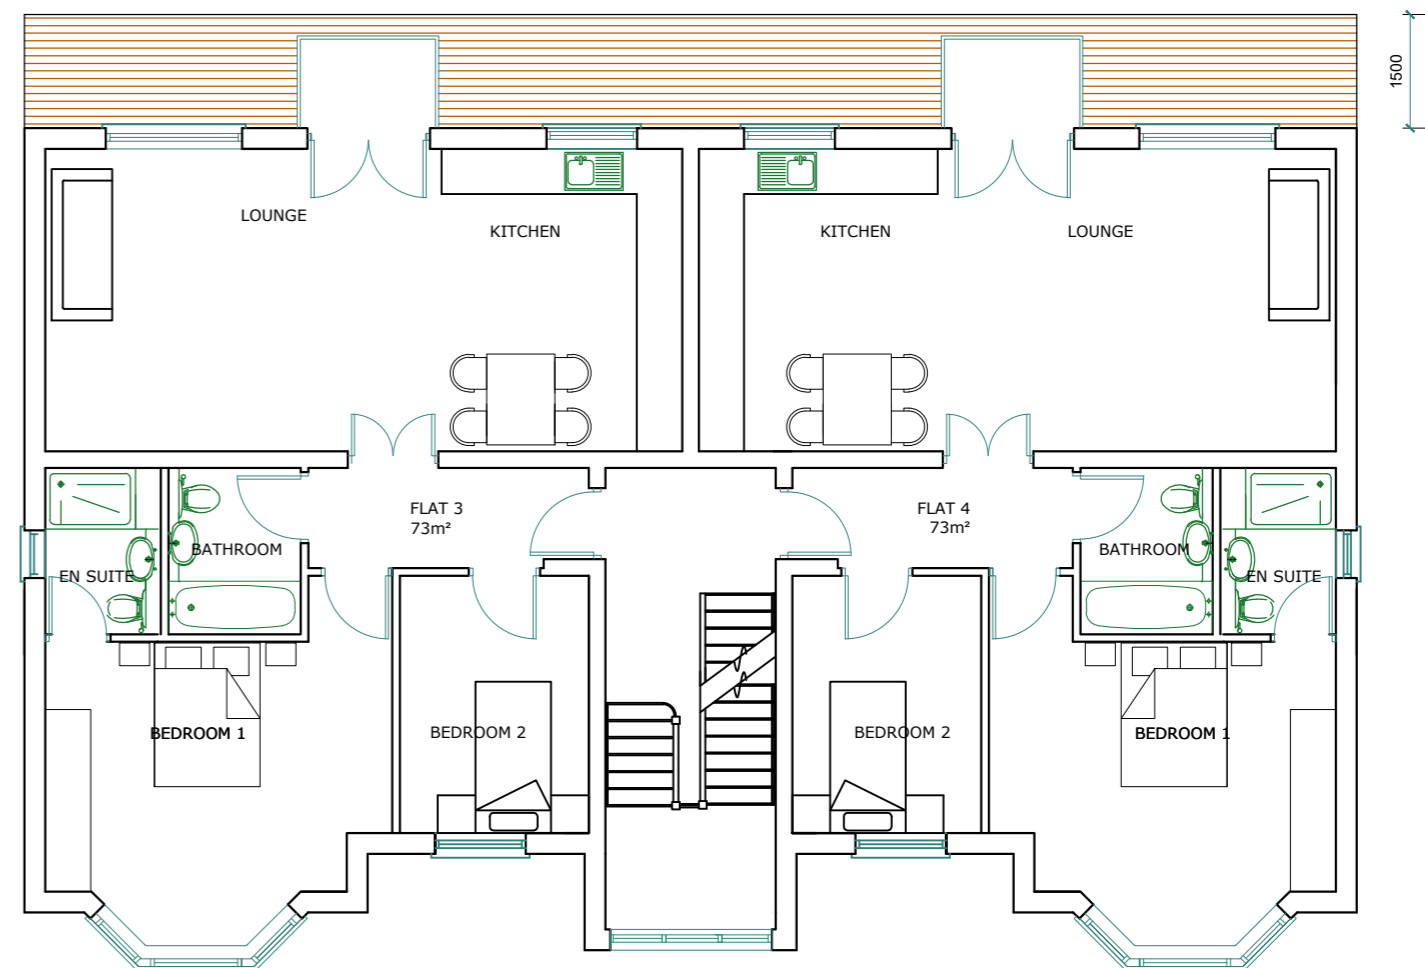 1500
LOUNGE
KITCHEN
KITCHEN
LOUNGE
FLAT 3
73m²
FLAT 4
73m²
BATHROOM
EN SUITE
BATHROOM
EN SUITE
BEDROOM 1
BEDROOM 2
BEDROOM 2
BEDROOM 1